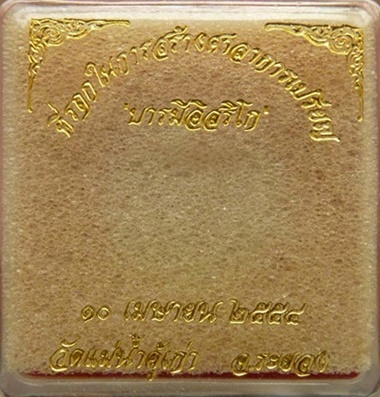 ที่ระลึกในการสร้างศาลาการเปรียญ
"บารมีอิสริโก"
๑๐ เมษายน ๒๕๕๔
วัดแม่น้ำคู้เก่า จ.ระยอง